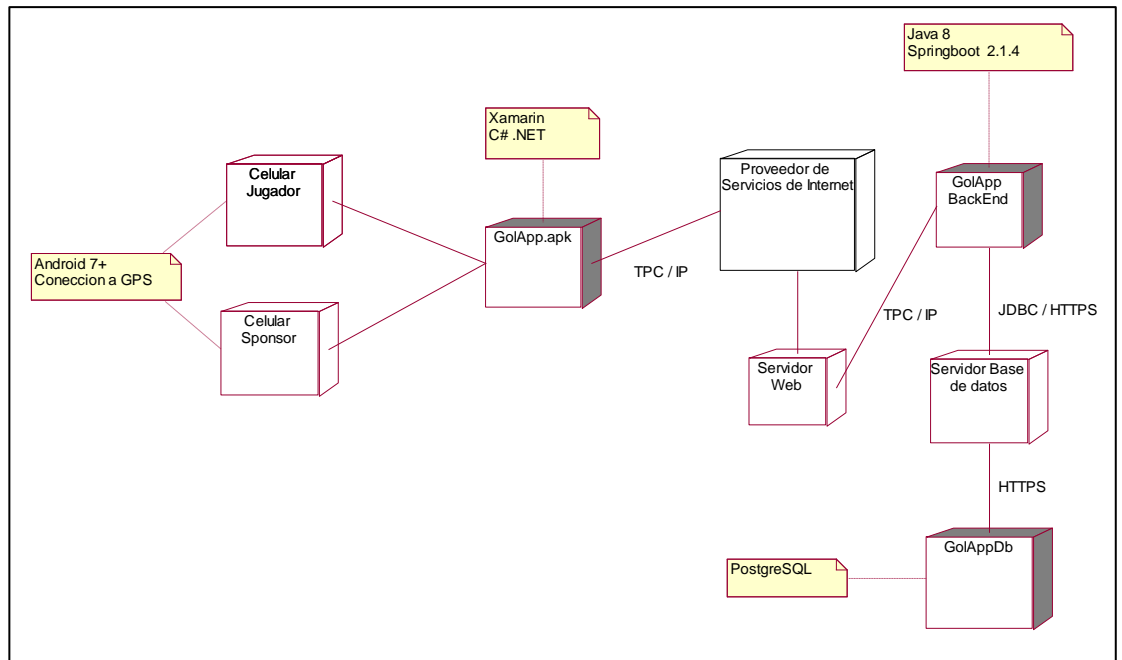 Java 8
Springboot 2.1.4
Xamarin
C# .NET
Celular
Jugador
Proveedor de
Servicios de Internet
GolApp
BackEnd
GolApp.apk
Android 7+
Coneccion a GPS
TPC / IP
TPC / IP
JDBC / HTTPS
Celular
Sponsor
Servidor
Web
Servidor Base
de datos
HTTPS
GolAppDb
PostgreSQL